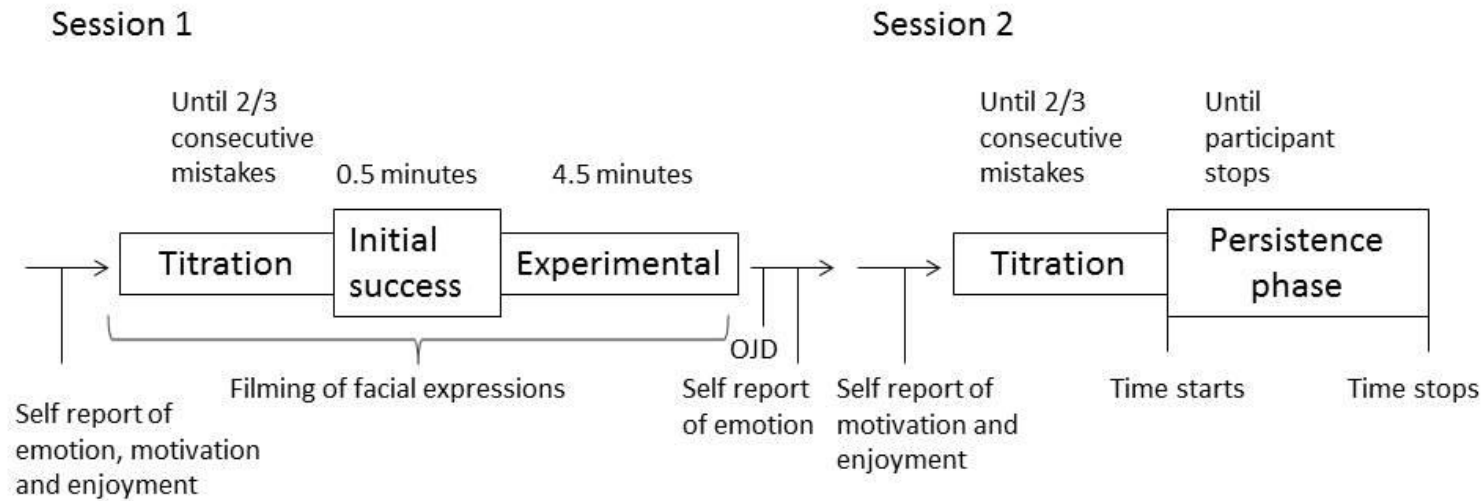 Session 1
Until 2/3
consecutive
mistakes
0.5 minutes
4.5 minutes
Titration
Initial
success
Experimental
OJD
Filming of facial expressions
Self report of
emotion, motivation
and enjoyment
Self report
of emotion
Session 2
Until 2/3
consecutive
mistakes
Until
participant
stops
Titration
Persistence
phase
Self report of
motivation and
enjoyment
Time starts
Time stops